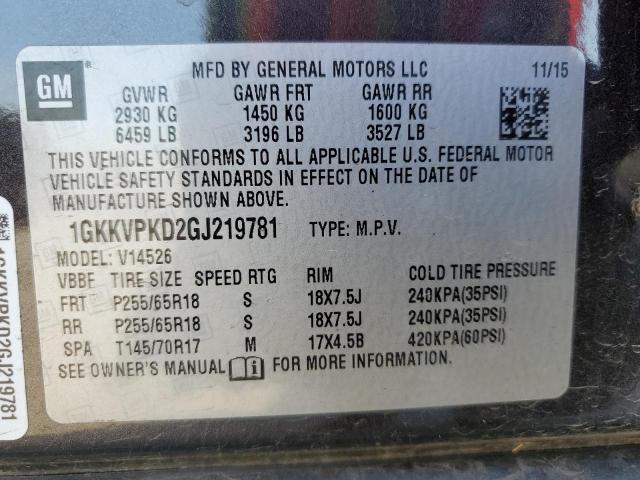 GM
MFD BY GENERAL MOTORS LLC 11/15
GVWR GAWR FRT GAWR RR
2930 KG 1450 KG 1600 KG
6459 LB 3196 LB 3527 LB
THIS VEHICLE CONFORMS TO ALL APPLICABLE U.S. FEDERAL MOTOR
VEHICLE SAFETY STANDARDS IN EFFECT ON THE DATE OF
MANUFACTURE SHOWN ABOVE.
1GKKVPKD2GJ219781 TYPE: M.P.V.
MODEL: V14526
VBBF TIRE SIZE SPEED RTG RIM COLD TIRE PRESSURE
FRT P255/65R18 S 18X7.5J 240KPA(35PSI)
RR P255/65R18 S 18X7.5J 240KPA(35PSI)
SPA T145/70R17 M 17X4.5B 420KPA(60PSI)
SEE OWNER'S MANUAL FOR MORE INFORMATION
1GKKVPKD2GJ219781